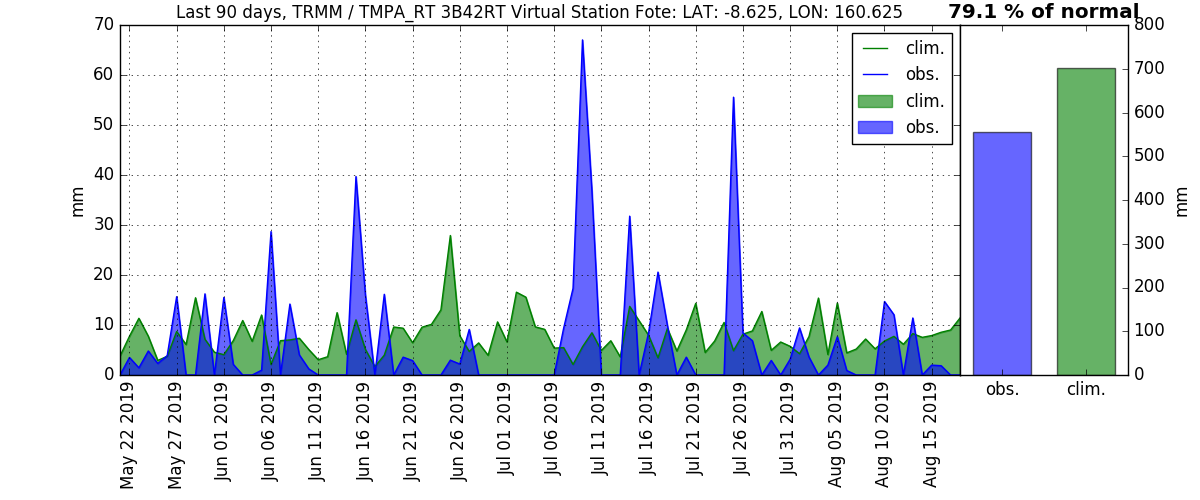 Last 90 days, TRMM / TMPA_RT 3B42RT Virtual Station Fote: LAT: -8.625, LON: 160.625
79.1 % of normal
70
60
50
40
30
20
10
0
mm
clim.
obs.
clim.
obs.
800
700
600
500
400
300
200
100
0
mm
May 22 2019
May 27 2019
Jun 01 2019
Jun 06 2019
Jun 11 2019
Jun 16 2019
Jun 21 2019
Jun 26 2019
Jul 01 2019
Jul 06 2019
Jul 11 2019
Jul 16 2019
Jul 21 2019
Jul 26 2019
Jul 31 2019
Aug 05 2019
Aug 10 2019
Aug 15 2019
obs.
clim.